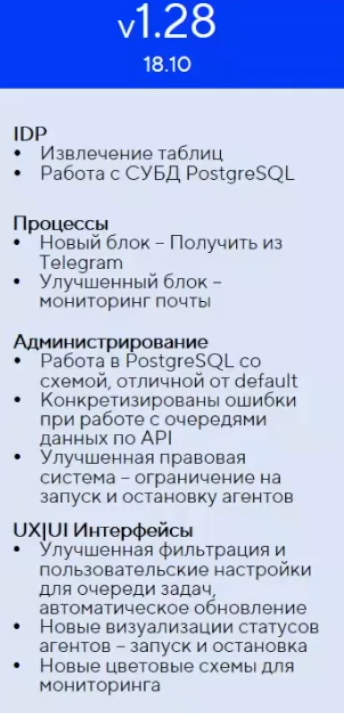 v1.28
18.10
IDP
• Извлечение таблиц
• Работа с СУБД PostgreSQL
Процессы
• Новый блок – Получить из
Telegram
• Улучшенный блок –
мониторинг почты
Администрирование
• Работа в PostgreSQL со
схемой, отличной от default
• Конкретизированы ошибки
при работе с очередями
данных по API
• Улучшенная правовая
система – ограничение на
запуск и остановку агентов
UX|UI Интерфейсы
• Улучшенная фильтрация и
пользовательские настройки
для очереди задач,
автоматическое обновление
• Новые визуализации статусов
агентов – запуск и остановка
• Новые цветовые схемы для
мониторинга